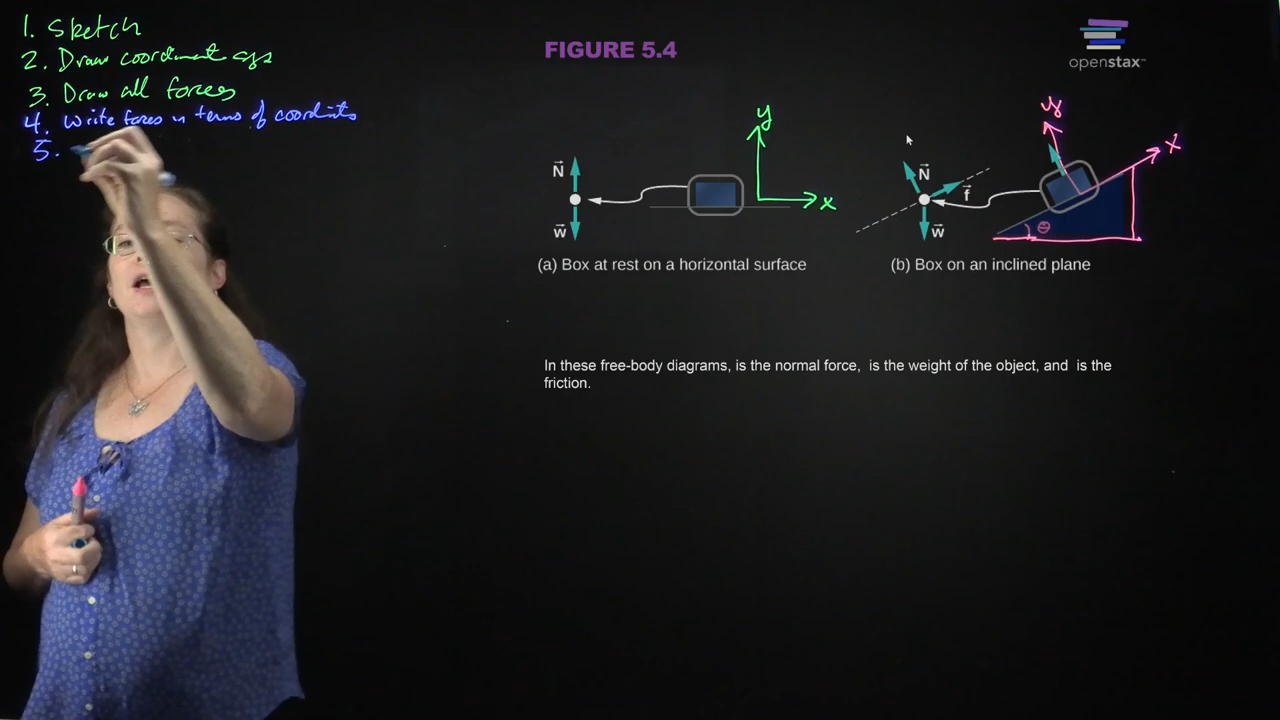 1. Sketch
2. Draw coordinate sys
3. Draw all forces
4. Write forces in terms of coordinates
5.
FIGURE 5.4
openstax™
N
w
y
x
(a) Box at rest on a horizontal surface
N
f
w
y
x
θ
(b) Box on an inclined plane
In these free-body diagrams, is the normal force,  is the weight of the object, and  is the
friction.